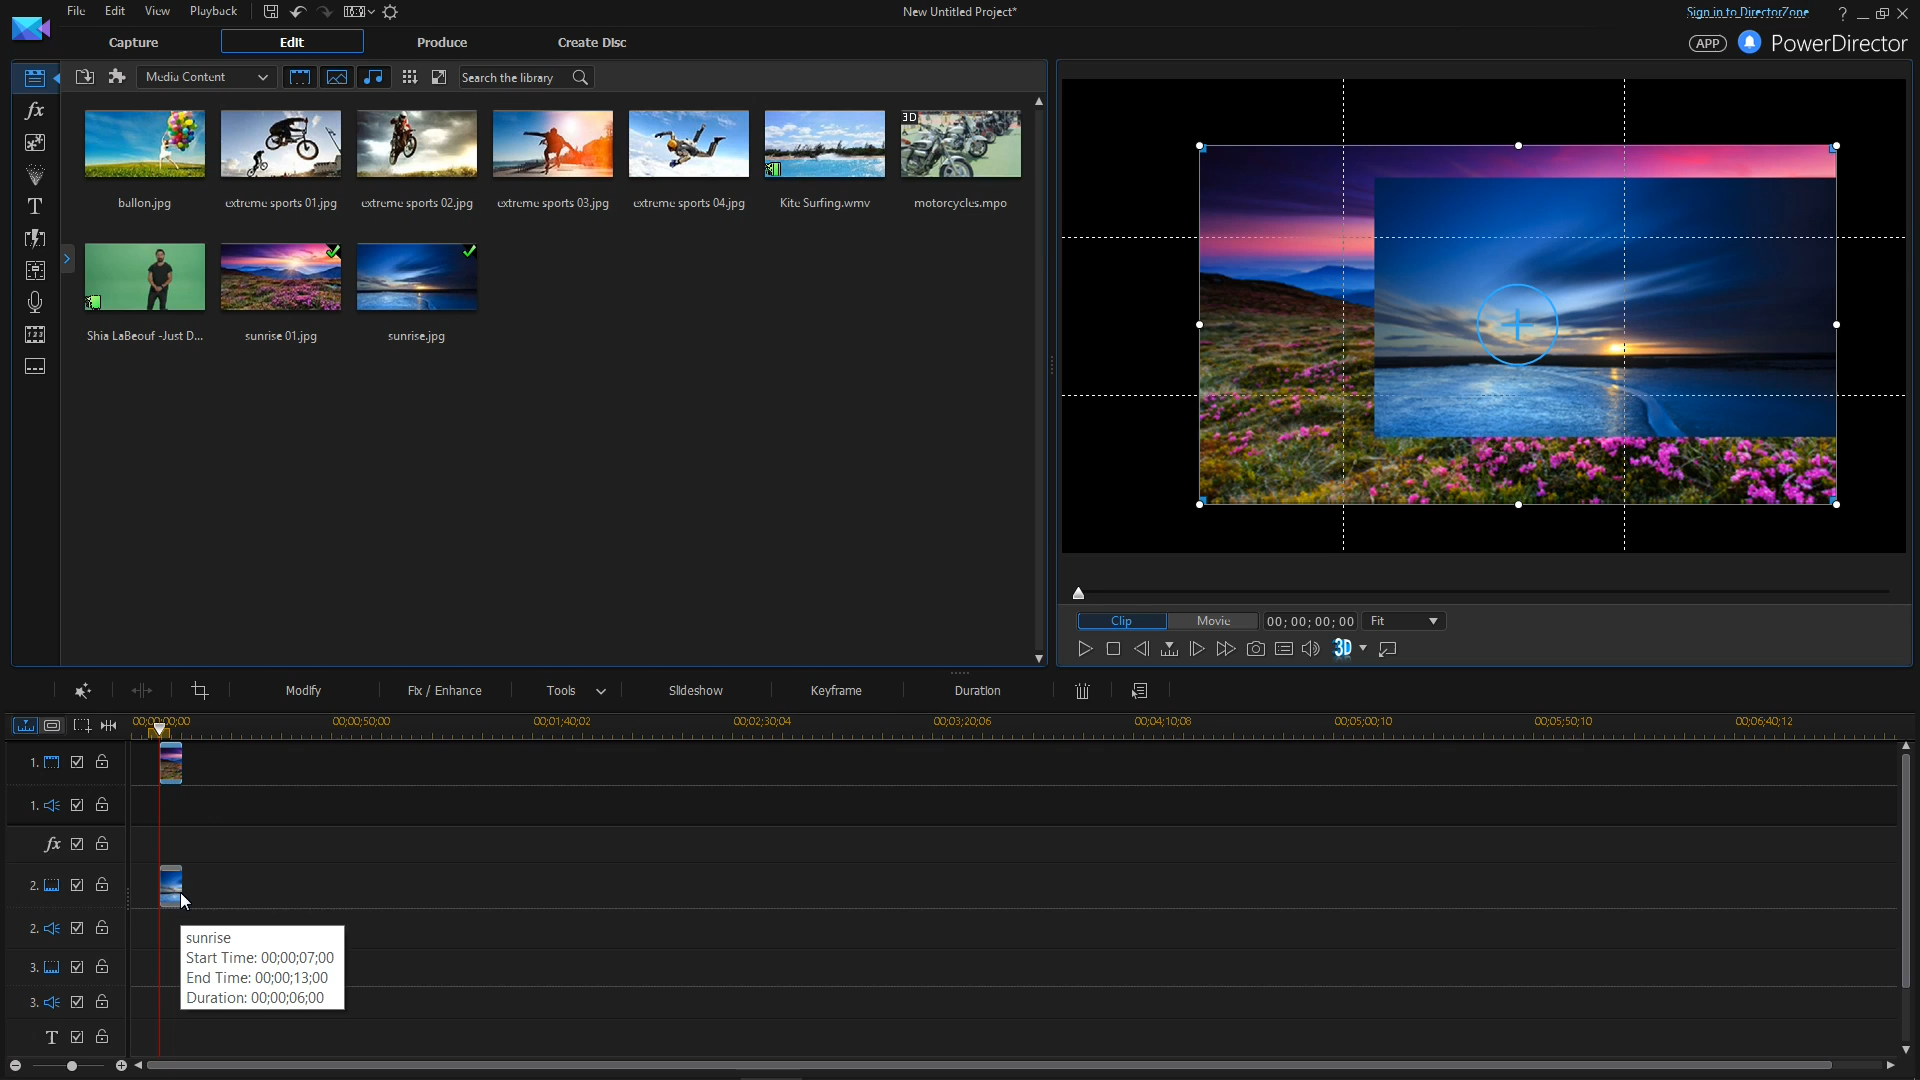 File Edit View Playback
New Untitled Project*
Sign in to DirectorZone ?
Capture Edit Produce Create Disc
APP PowerDirector
Media Content Search the library
fx
T
3D
ballon.jpg extreme sports 01.jpg extreme sports 02.jpg extreme sports 03.jpg extreme sports 04.jpg Kite Surfing.wmv motorcycles.mpo
Shia LaBeouf -Just D... sunrise 01.jpg sunrise.jpg
Clip Movie 00; 00; 00; 00 Fit
3D
Modify Fix / Enhance Tools Slideshow Keyframe Duration
00;00;00;00 00;00;50;00 00;01;40;02 00;02;30;04 00;03;20;06 00;04;10;08 00;05;00;10 00;05;50;10 00;06;40;12
1.
1.
fx
2.
2.
3.
3.
T
sunrise
Start Time: 00;00;07;00
End Time: 00;00;13;00
Duration: 00;00;06;00